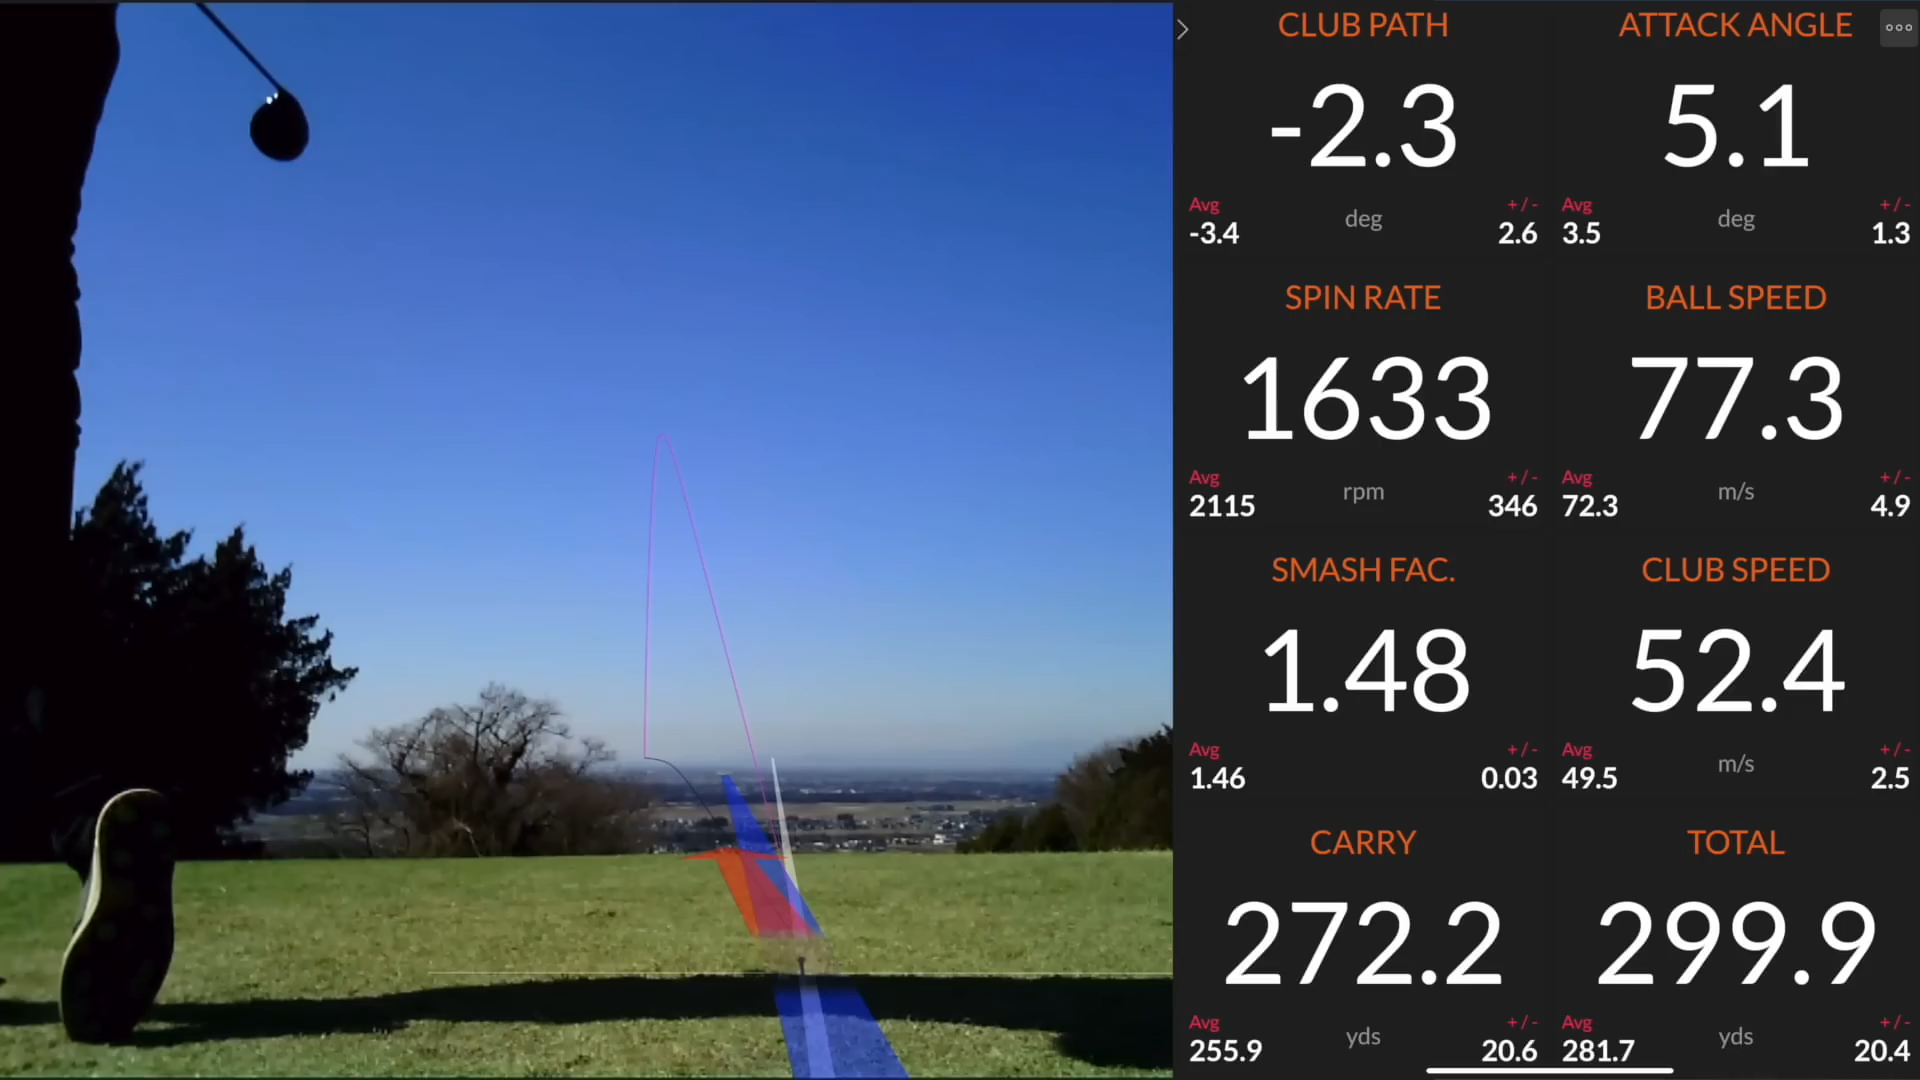 CLUB PATH
-2.3
Avg
-3.4
deg
+/-
2.6
ATTACK ANGLE
5.1
Avg
3.5
deg
+/-
1.3
SPIN RATE
1633
Avg
2115
rpm
+/-
346
BALL SPEED
77.3
Avg
72.3
m/s
+/-
4.9
SMASH FAC.
1.48
Avg
1.46
+/-
0.03
CLUB SPEED
52.4
Avg
49.5
m/s
+/-
2.5
CARRY
272.2
Avg
255.9
yds
+/-
20.6
TOTAL
299.9
Avg
281.7
yds
+/-
20.4